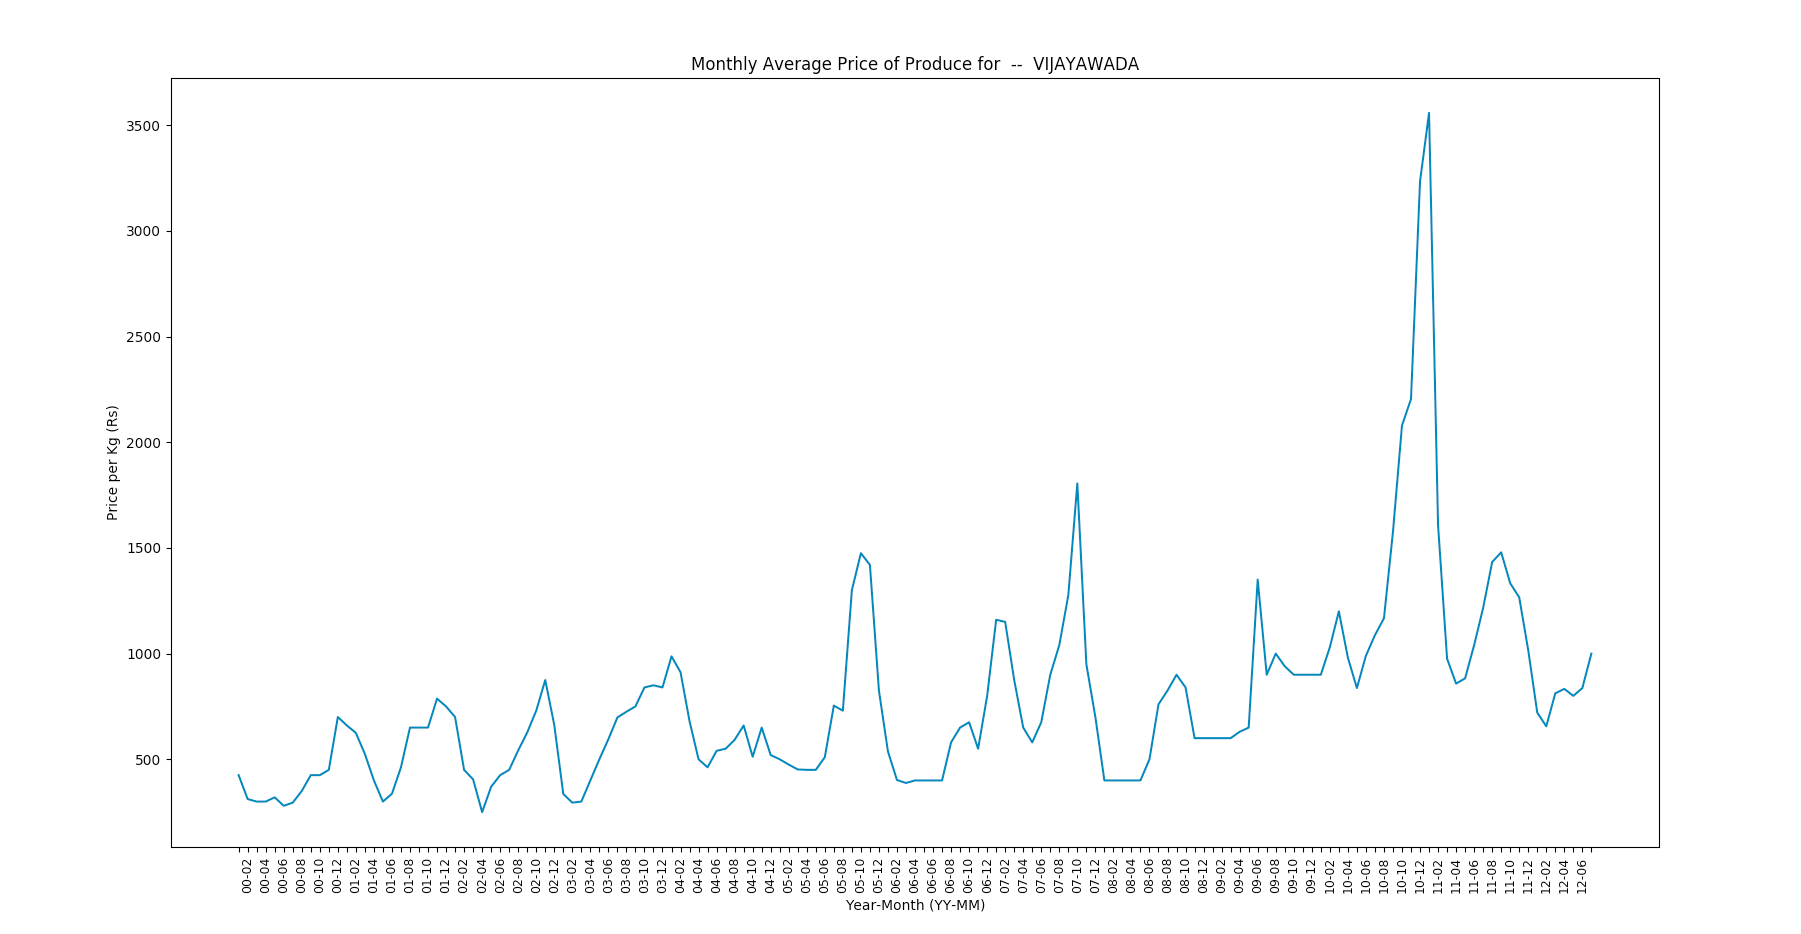 Monthly Average Price of Produce for -- VIJAYAWADA
3500
3000
2500
2000
1500
1000
500
Price per Kg (Rs)
00-02 00-04 00-06 00-08 00-10 00-12 01-02 01-04 01-06 01-08 01-10 01-12 02-02 02-04 02-06 02-08 02-10 02-12 03-02 03-04 03-06 03-08 03-10 03-12 04-02 04-04 04-06 04-08 04-10 04-12 05-02 05-04 05-06 05-08 05-10 05-12 06-02 06-04 06-06 06-08 06-10 06-12 07-02 07-04 07-06 07-08 07-10 07-12 08-02 08-04 08-06 08-08 08-10 08-12 09-02 09-04 09-06 09-08 09-10 09-12 10-02 10-04 10-06 10-08 10-10 10-12 11-02 11-04 11-06 11-08 11-10 11-12 12-02 12-04 12-06
Year-Month (YY-MM)